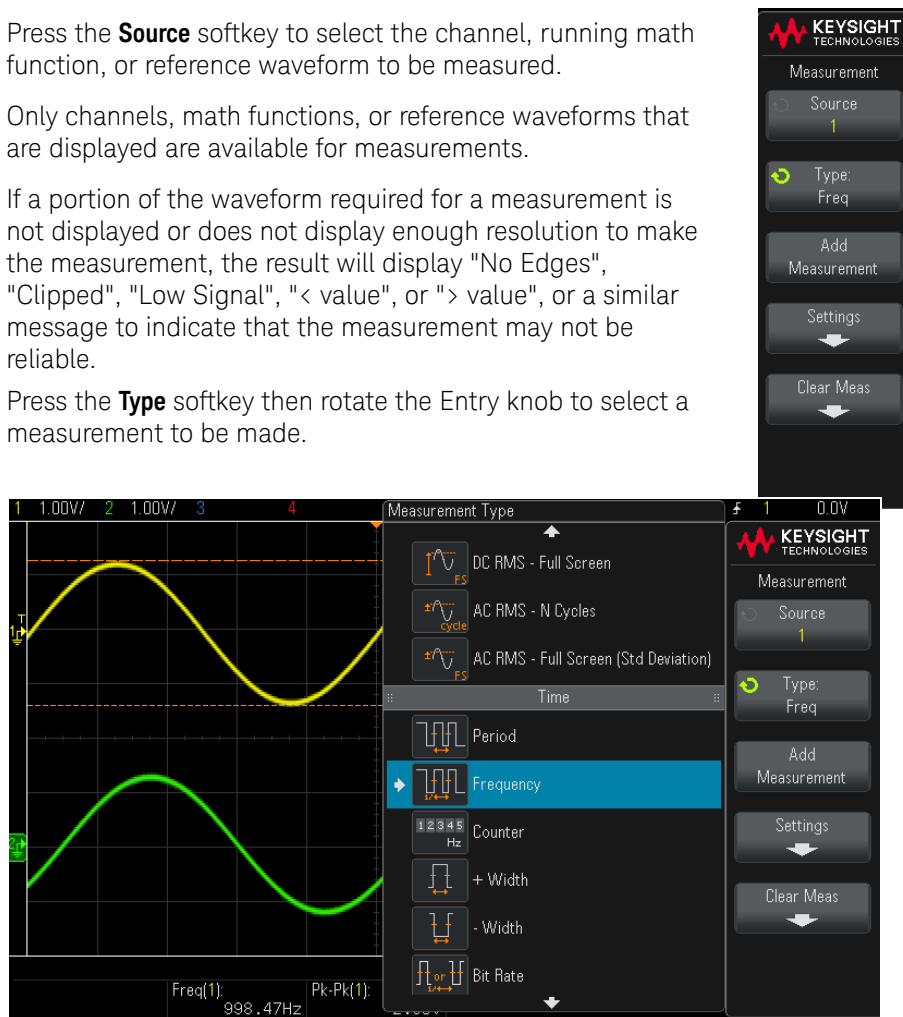 Press the Source softkey to select the channel, running math
function, or reference waveform to be measured.
Only channels, math functions, or reference waveforms that
are displayed are available for measurements.
If a portion of the waveform required for a measurement is
not displayed or does not display enough resolution to make
the measurement, the result will display "No Edges",
"Clipped", "Low Signal", "< value", or "> value", or a similar
message to indicate that the measurement may not be
reliable.
Press the Type softkey then rotate the Entry knob to select a
measurement to be made.
KEYSIGHT
TECHNOLOGIES
Measurement
Source
1
Type:
Freq
Add
Measurement
Settings
Clear Meas
1 1.00V/ 2 1.00V/ 3 4
Measurement Type
1 0.0V
DC RMS - Full Screen
FS
AC RMS - N Cycles
cycle
AC RMS - Full Screen (Std Deviation)
FS
Time
Period
Frequency
1/
12345
Hz
Counter
+ Width
- Width
or
1/
Bit Rate
T
1
2
Freq(1):
998.47Hz
Pk-Pk(1):
KEYSIGHT
TECHNOLOGIES
Measurement
Source
1
Type:
Freq
Add
Measurement
Settings
Clear Meas